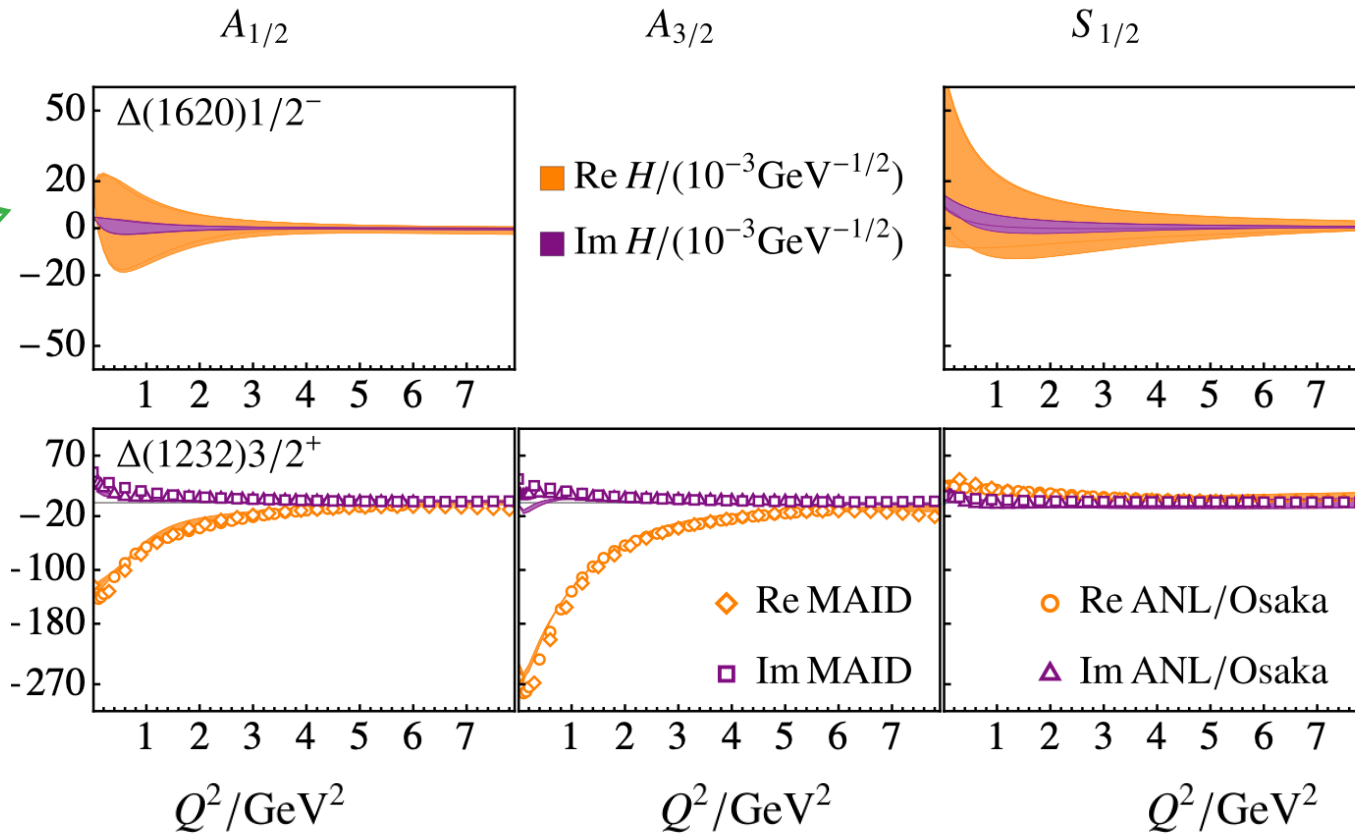 A1/2 A3/2 S1/2
Δ(1620)1/2⁻
50
20
0
−20
−50
1 2 3 4 5 6 7
Re H/(10⁻³GeV⁻¹/²)
Im H/(10⁻³GeV⁻¹/²)
1 2 3 4 5 6 7
Δ(1232)3/2⁺
70
−20
-100
-180
-270
Re MAID
Im MAID
Re ANL/Osaka
Im ANL/Osaka
1 2 3 4 5 6 7
1 2 3 4 5 6 7
1 2 3 4 5 6 7
Q²/GeV² Q²/GeV² Q²/GeV²